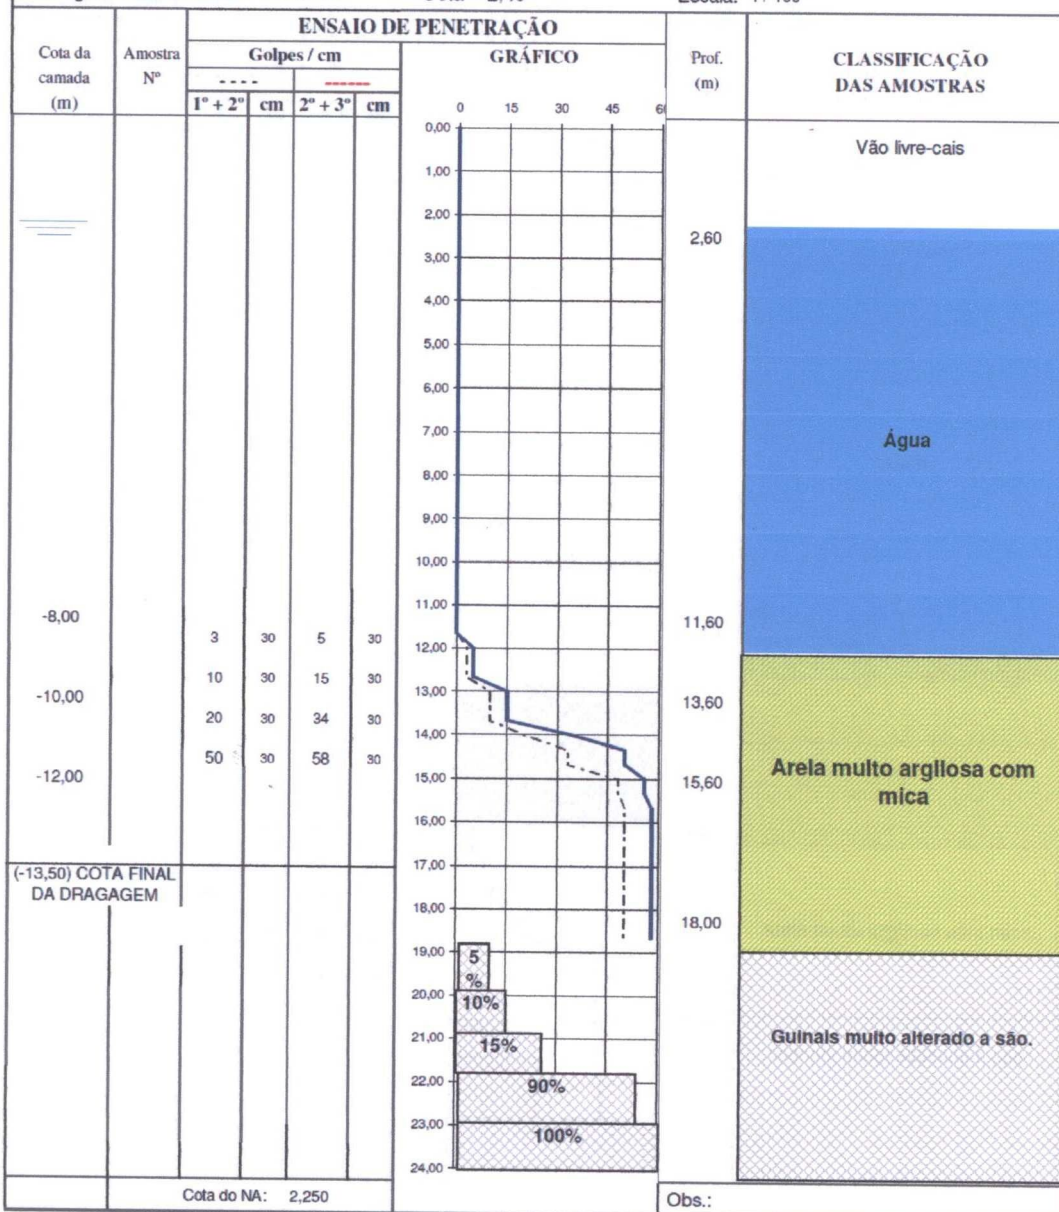 Escala: 1:100
ENSAIO DE PENETRAÇÃO
Cota da camada (m)
Amostra Nº
Golpes / cm
GRÁFICO
Prof. (m)
CLASSIFICAÇÃO DAS AMOSTRAS
1º + 2º cm 2º + 3º cm
0 15 30 45 60
0,00
Vão livre-cais
1,00
2,00
2,60
3,00
4,00
5,00
6,00
7,00
Água
8,00
9,00
10,00
11,00
-8,00
11,60
3 30 5 30
12,00
10 30 15 30
13,00
-10,00
13,60
20 30 34 30
14,00
50 30 58 30
-12,00
15,00
15,60
Areia muito argilosa com
mica
16,00
17,00
(-13,50) COTA FINAL
DA DRAGAGEM
18,00
18,00
19,00
5
%
20,00
10%
21,00
15%
Guinais muito alterado a são.
22,00
90%
23,00
100%
24,00
Cota do NA: 2,250
Obs.: